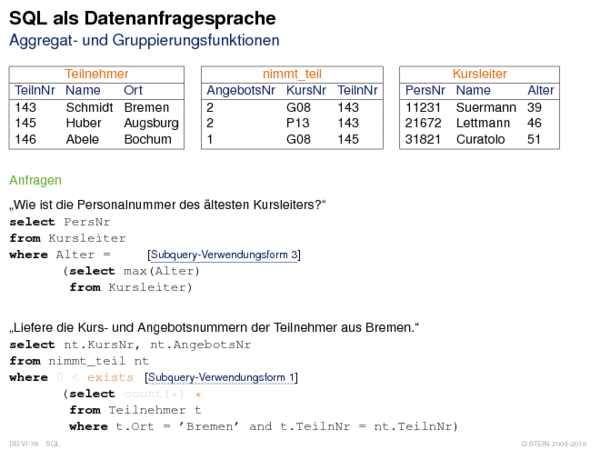 SQL als Datenanfragesprache
Aggregat- und Gruppierungsfunktionen
Teilnehmer
TeilnNr Name Ort
143 Schmidt Bremen
145 Huber Augsburg
146 Abele Bochum
nimmt_teil
AngebotsNr KursNr TeilnNr
2 G08 143
2 P13 143
1 G08 145
Kursleiter
PersNr Name Alter
11231 Suermann 39
21672 Lettmann 46
31821 Curatolo 51
Anfragen
„Wie ist die Personalnummer des ältesten Kursleiters?“
select PersNr
from Kursleiter
where Alter = [Subquery-Verwendungsform 3]
(select max(Alter)
from Kursleiter)
„Liefere die Kurs- und Angebotsnummern der Teilnehmer aus Bremen.“
select nt.KursNr, nt.AngebotsNr
from nimmt_teil nt
where 0 < exists [Subquery-Verwendungsform 1]
(select count(*) *
from Teilnehmer t
where t.Ort = ’Bremen’ and t.TeilnNr = nt.TeilnNr)
DB:VI-79 SQL © STEIN 2004-2018